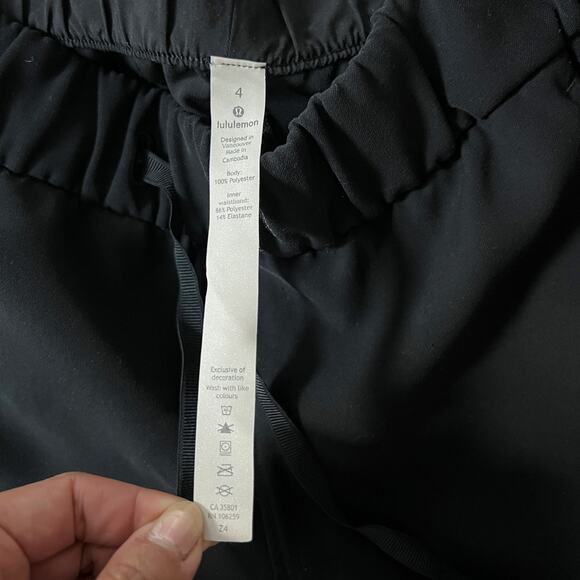 4
lululemon
Designed in
Vancouver
Made in
Cambodia
Body:
100% Polyester
Inner
waistband:
86% Polyester
14% Elastane
Exclusive of
decoration
Wash with like
colours
CA 35801
RN 106259
Z4